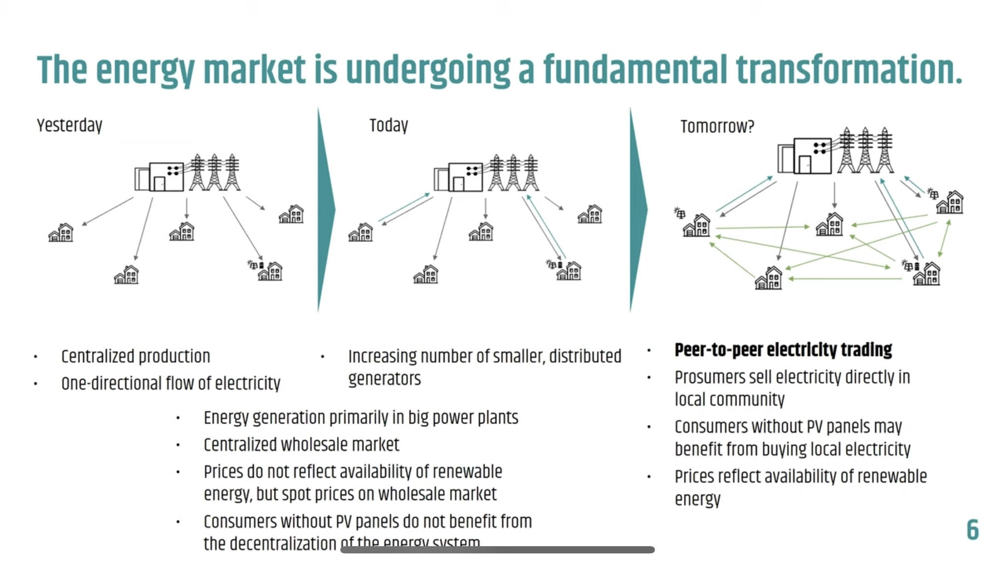 The energy market is undergoing a fundamental transformation.
Yesterday
Today
Tomorrow?
• Centralized production
• One-directional flow of electricity
• Increasing number of smaller, distributed
generators
• Energy generation primarily in big power plants
• Centralized wholesale market
• Prices do not reflect availability of renewable
energy, but spot prices on wholesale market
• Consumers without PV panels do not benefit from
the decentralization of the energy system
• Peer-to-peer electricity trading
• Prosumers sell electricity directly in
local community
• Consumers without PV panels may
benefit from buying local electricity
• Prices reflect availability of renewable
energy
6